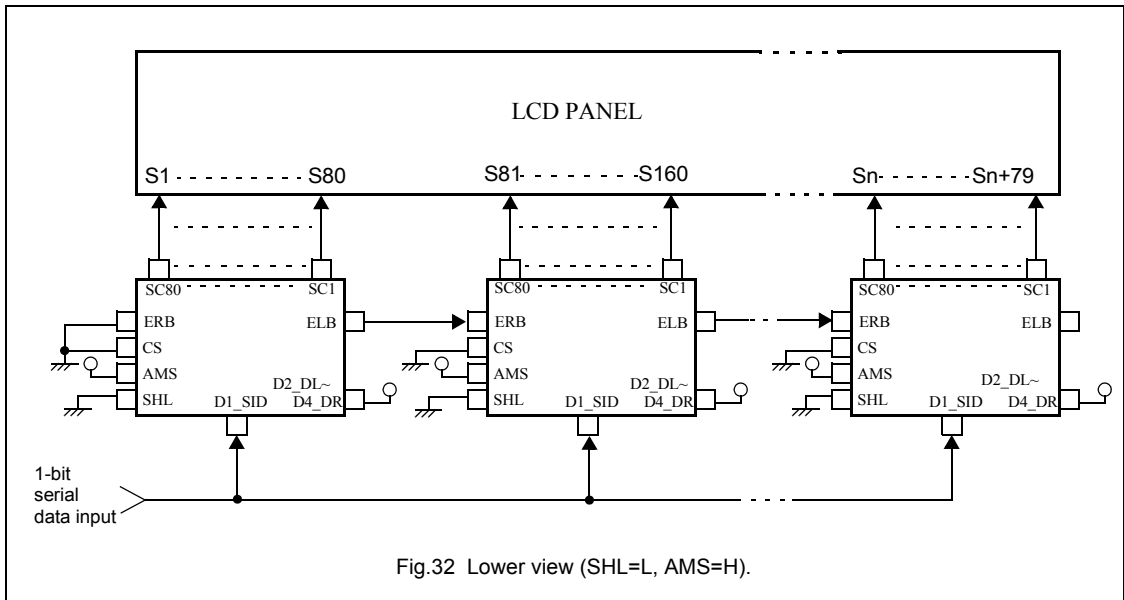 LCD PANEL
S1 - - - - - - - - - S80 S81 - - - - - - - - - S160 Sn - - - - - - - - Sn+79
SC80 SC1 SC80 SC1 SC80 SC1
ERB ELB ERB ELB ERB ELB
CS CS CS
AMS AMS AMS
D2_DL~ D2_DL~ D2_DL~
SHL D1_SID D4_DR SHL D1_SID D4_DR SHL D1_SID D4_DR
1-bit
serial
data input
Fig.32 Lower view (SHL=L, AMS=H).